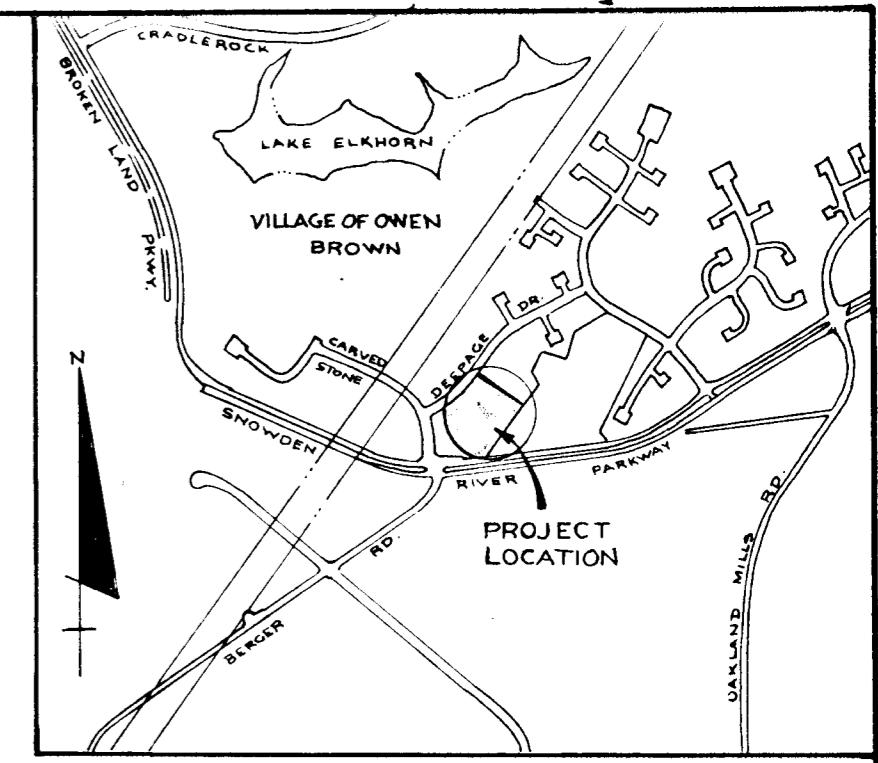 CRADLEROCK
BROKEN LAND PKWY.
LAKE ELKHORN
VILLAGE OF OWEN
BROWN
N
CARVED
STONE
DEEPAGE DR.
SNOWDEN RIVER PARKWAY
PROJECT
LOCATION
BERGER RD.
OAKLAND MILLS RD.